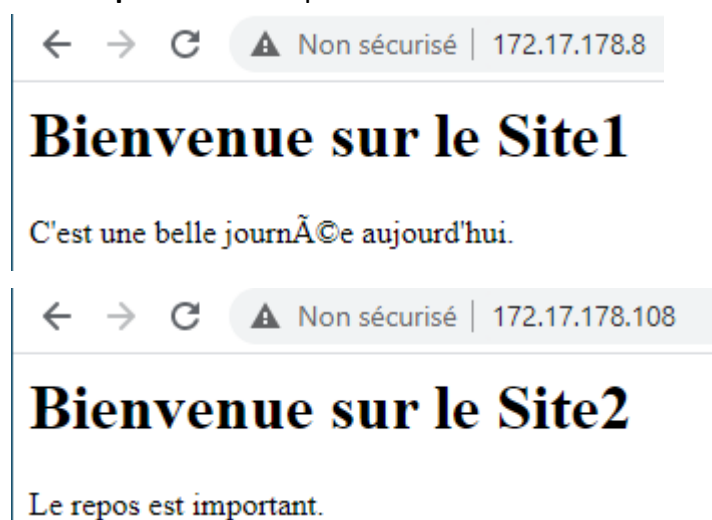 Non sécurisé | 172.17.178.8
Bienvenue sur le Site1
C'est une belle journÃ©e aujourd'hui.
Non sécurisé | 172.17.178.108
Bienvenue sur le Site2
Le repos est important.